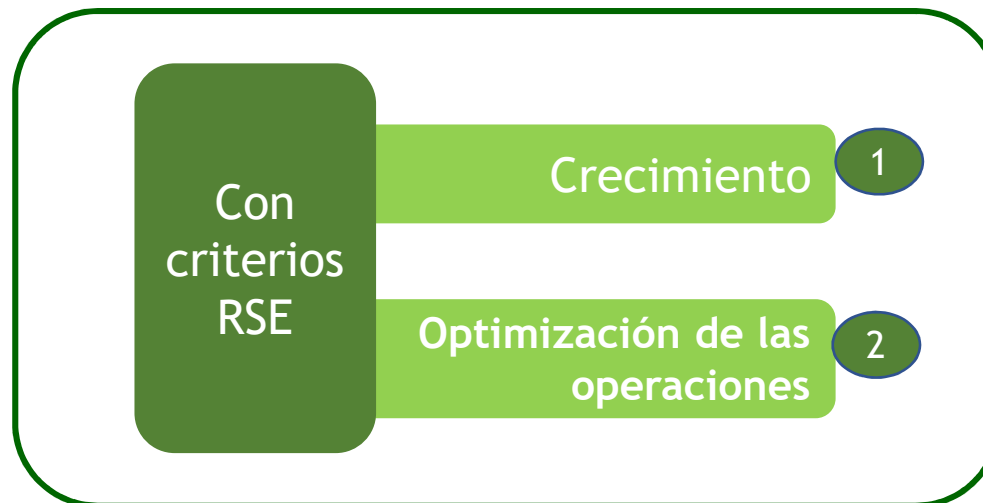 Con
criterios
RSE
Crecimiento
1
Optimización de las
operaciones
2